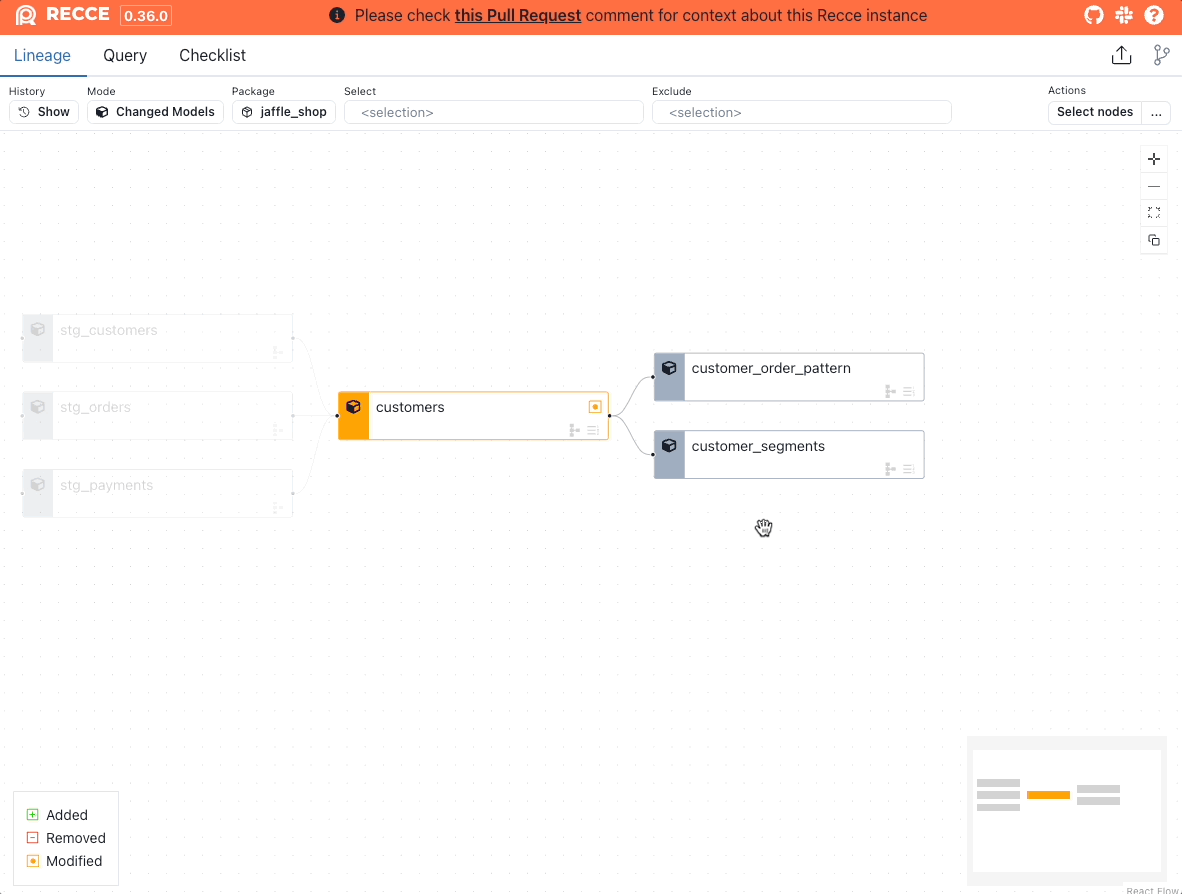 RECCE 0.36.0
Please check this Pull Request comment for context about this Recce instance
Lineage Query Checklist
History Mode Package Select Exclude Actions
Show Changed Models jaffle_shop <selection> <selection> Select nodes ...
stg_customers
customer_order_pattern
stg_orders
customers
customer_segments
stg_payments
Added
Removed
Modified
React Flow